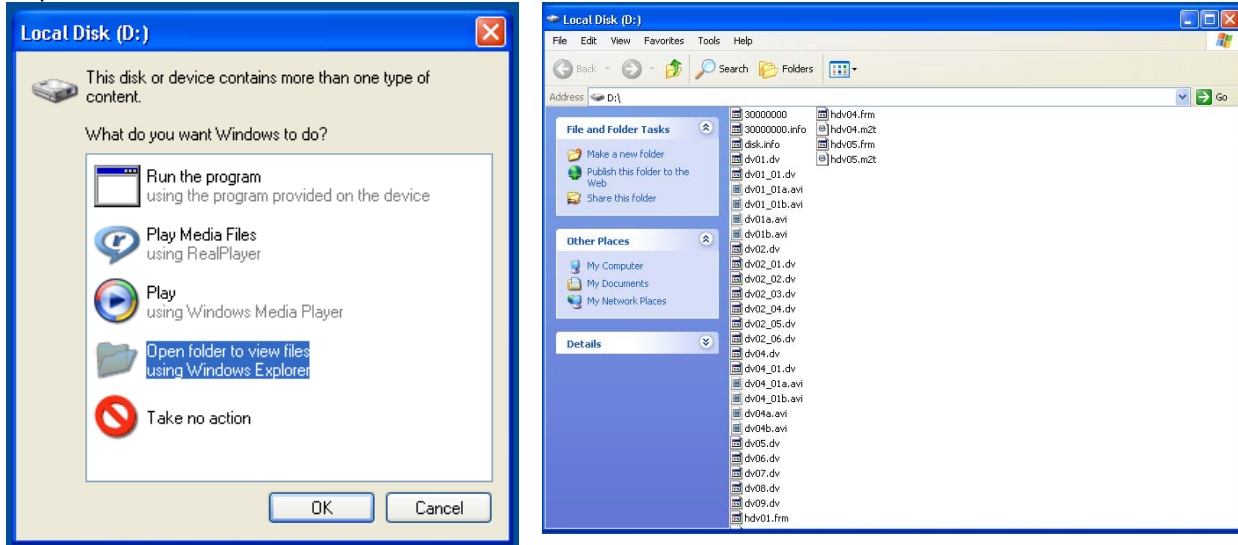 Local Disk (D:)
This disk or device contains more than one type of
content.
What do you want Windows to do?
Run the program
using the program provided on the device
Play Media Files
using RealPlayer
Play
using Windows Media Player
Open folder to view files
using Windows Explorer
Take no action
OK
Cancel
Local Disk (D:)
File Edit View Favorites Tools Help
Back Search Folders
Address D:\ Go
File and Folder Tasks
Make a new folder
Publish this folder to the
Web
Share this folder
Other Places
My Computer
My Documents
My Network Places
Details
30000000
30000000.info
disk.info
dv01.dv
dv01_01.dv
dv01_01a.avi
dv01_01b.avi
dv01a.avi
dv01b.avi
dv02.dv
dv02_01.dv
dv02_02.dv
dv02_03.dv
dv02_04.dv
dv02_05.dv
dv02_06.dv
dv04.dv
dv04_01.dv
dv04_01a.avi
dv04_01b.avi
dv04a.avi
dv04b.avi
dv05.dv
dv06.dv
dv07.dv
dv08.dv
dv09.dv
hdv01.frm
hdv04.frm
hdv04.m2t
hdv05.frm
hdv05.m2t